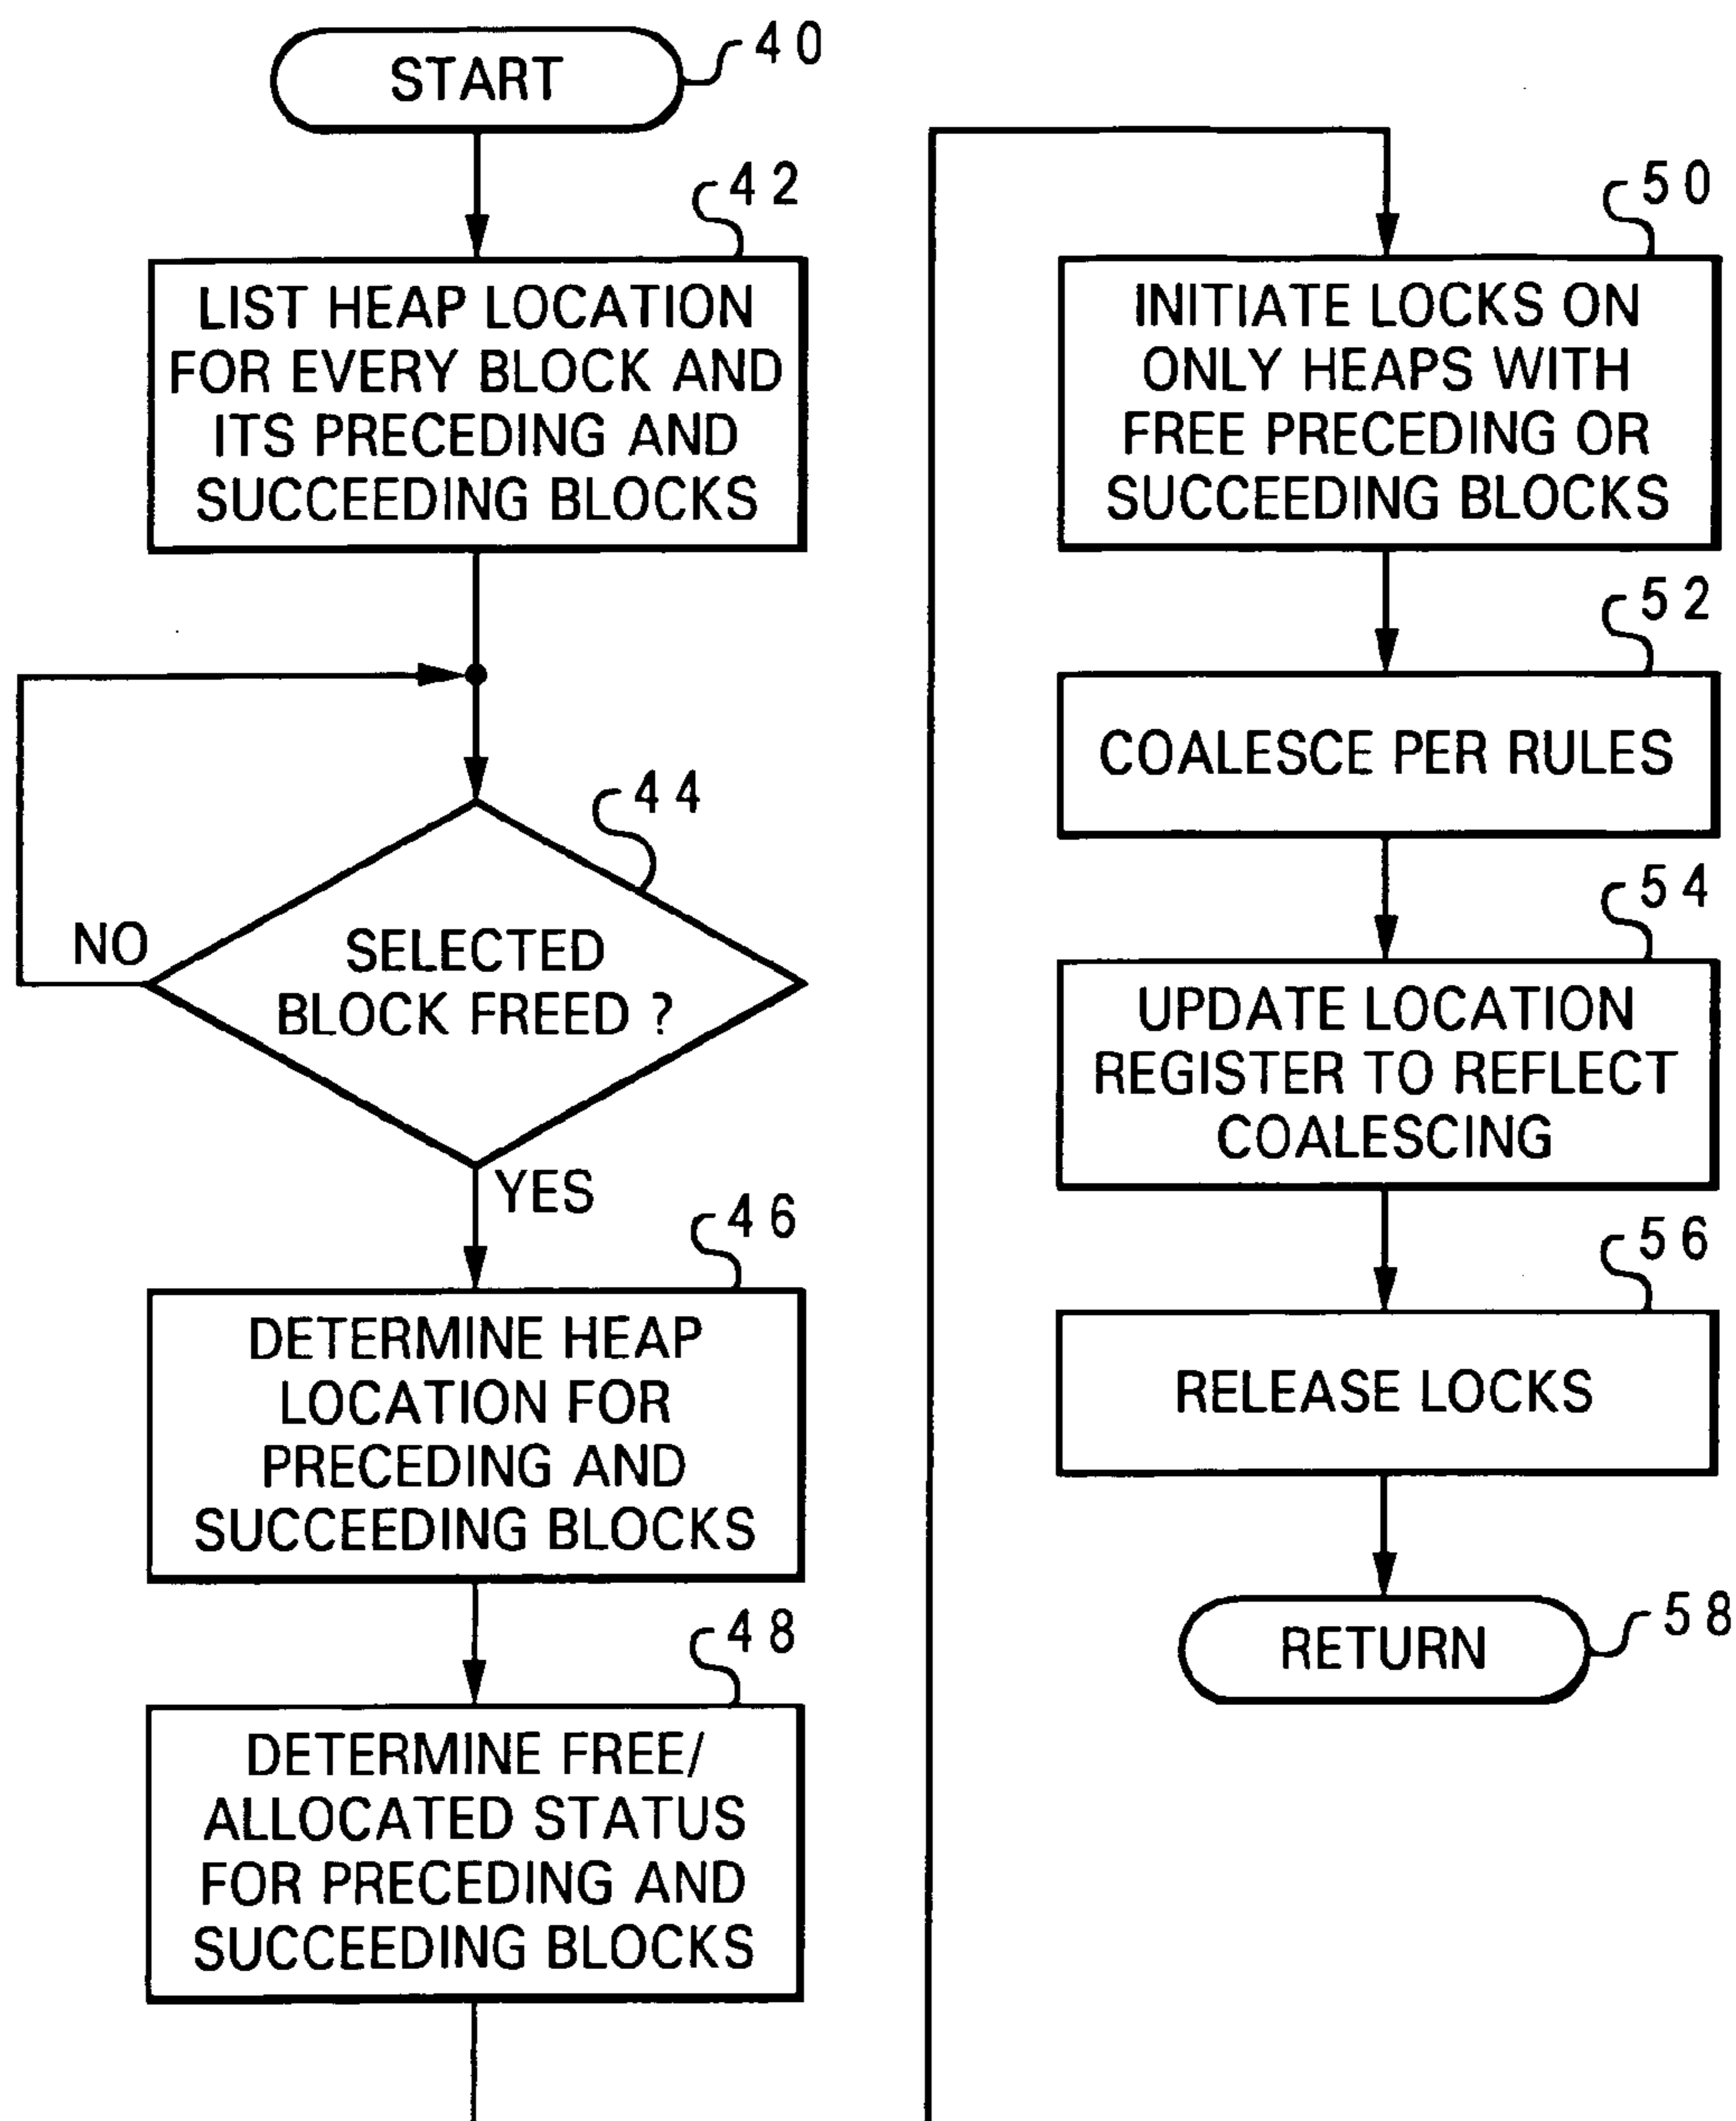 START
40
42
LIST HEAP LOCATION
FOR EVERY BLOCK AND
ITS PRECEDING AND
SUCCEEDING BLOCKS
44
NO
SELECTED
BLOCK FREED ?
YES
46
DETERMINE HEAP
LOCATION FOR
PRECEDING AND
SUCCEEDING BLOCKS
48
DETERMINE FREE/
ALLOCATED STATUS
FOR PRECEDING AND
SUCCEEDING BLOCKS
50
INITIATE LOCKS ON
ONLY HEAPS WITH
FREE PRECEDING OR
SUCCEEDING BLOCKS
52
COALESCE PER RULES
54
UPDATE LOCATION
REGISTER TO REFLECT
COALESCING
56
RELEASE LOCKS
RETURN
58